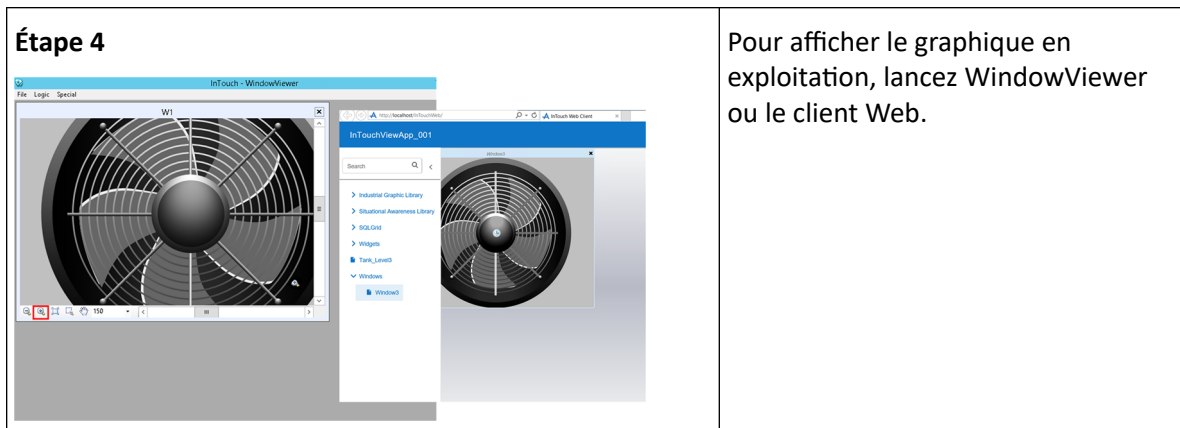 Étape 4
InTouch - WindowViewer
File Logic Special
W1
150
http://localhost/InTouchWeb/
InTouch Web Client
InTouchViewApp_001
Search
Industrial Graphic Library
Situational Awareness Library
SQLGrid
Widgets
Tank_Level3
Windows
Window3
Window3
Pour afficher le graphique en
exploitation, lancez WindowViewer
ou le client Web.